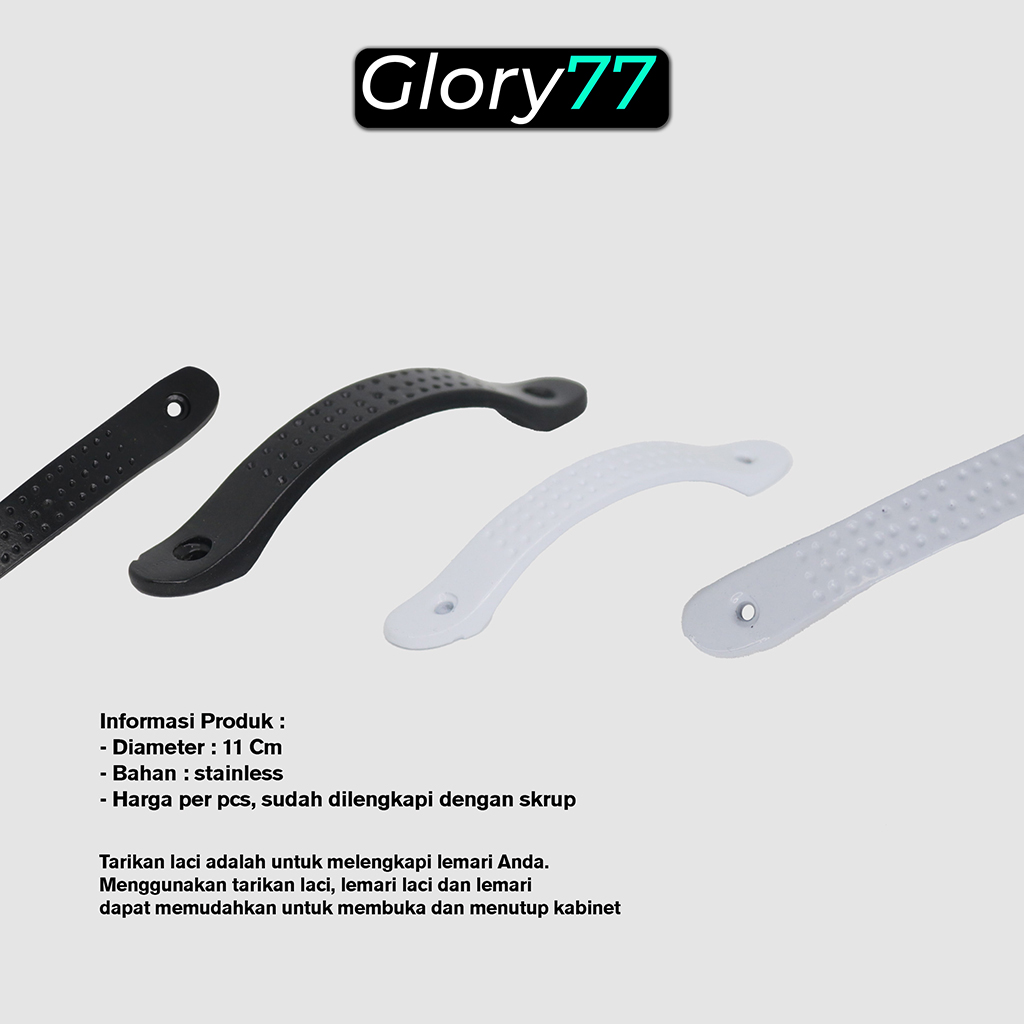 Glory77
Informasi Produk :
- Diameter : 11 Cm
- Bahan : stainless
- Harga per pcs, sudah dilengkapi dengan skrup
Tarikan laci adalah untuk melengkapi lemari Anda.
Menggunakan tarikan laci, lemari laci dan lemari
dapat memudahkan untuk membuka dan menutup kabinet